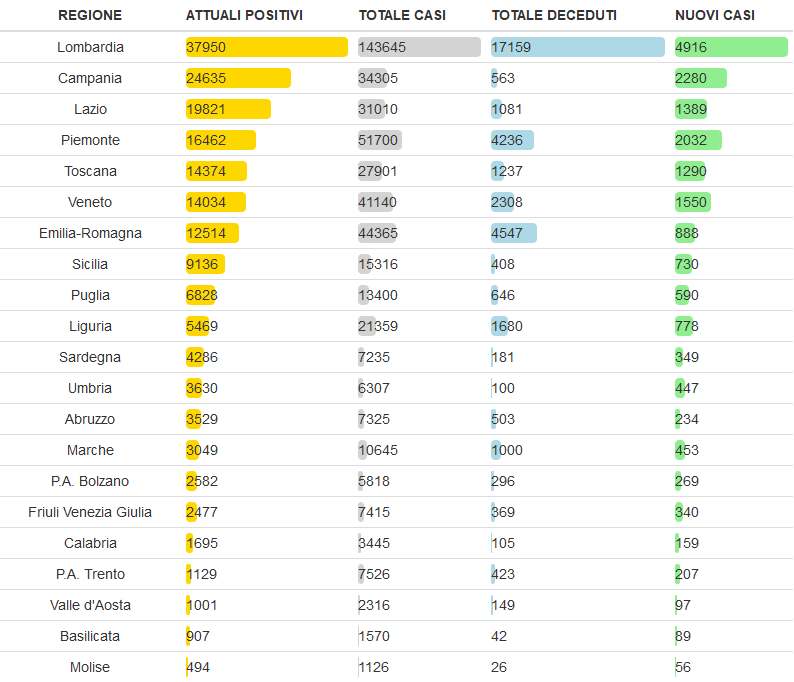 REGIONE ATTUALI POSITIVI TOTALE CASI TOTALE DECEDUTI NUOVI CASI
Lombardia 37950 143645 17159 4916
Campania 24635 34305 563 2280
Lazio 19821 31010 1081 1389
Piemonte 16462 51700 4236 2032
Toscana 14374 27901 1237 1290
Veneto 14034 41140 2308 1550
Emilia-Romagna 12514 44365 4547 888
Sicilia 9136 15316 408 730
Puglia 6828 13400 646 590
Liguria 5469 21359 1680 778
Sardegna 4286 7235 181 349
Umbria 3630 6307 100 447
Abruzzo 3529 7325 503 234
Marche 3049 10645 1000 453
P.A. Bolzano 2582 5818 296 269
Friuli Venezia Giulia 2477 7415 369 340
Calabria 1695 3445 105 159
P.A. Trento 1129 7526 423 207
Valle d'Aosta 1001 2316 149 97
Basilicata 907 1570 42 89
Molise 494 1126 26 56